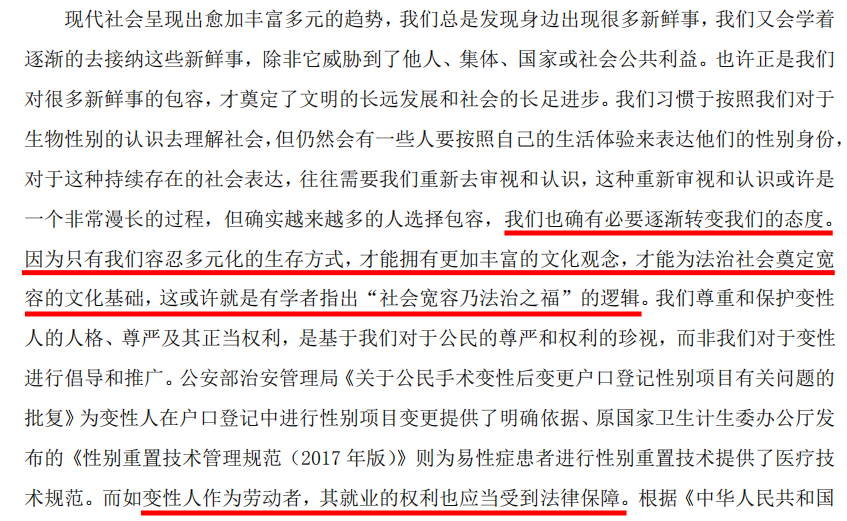 现代社会呈现出愈加丰富多元的趋势，我们总是发现身边出现很多新鲜事，我们又会学着
逐渐的去接纳这些新鲜事，除非它威胁到了他人、集体、国家或社会公共利益。也许正是我们
对很多新鲜事的包容，才奠定了文明的长远发展和社会的长足进步。我们习惯于按照我们对于
生物性别的认识去理解社会，但仍然会有一些人要按照自己的生活体验来表达他们的性别身份，
对于这种持续存在的社会表达，往往需要我们重新去审视和认识，这种重新审视和认识或许是
一个非常漫长的过程，但确实越来越多的人选择包容，我们也确有必要逐渐转变我们的态度。
因为只有我们容忍多元化的生存方式，才能拥有更加丰富的文化观念，才能为法治社会奠定宽
容的文化基础，这或许就是有学者指出“社会宽容乃法治之福”的逻辑。我们尊重和保护变性
人的人格、尊严及其正当权利，是基于我们对于公民的尊严和权利的珍视，而非我们对于变性
进行倡导和推广。公安部治安管理局《关于公民手术变性后变更户口登记性别项目有关问题的
批复》为变性人在户口登记中进行性别项目变更提供了明确依据、原国家卫生计生委办公厅发
布的《性别重置技术管理规范（2017 年版）》则为易性症患者进行性别重置技术提供了医疗技
术规范。而如变性人作为劳动者，其就业的权利也应当受到法律保障。根据《中华人民共和国